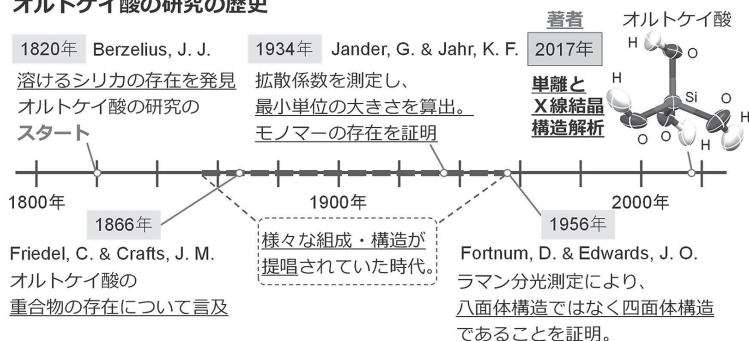 オルトケイ酸の研究の歴史
1820年 Berzelius, J. J.
溶けるシリカの存在を発見
オルトケイ酸の研究の
スタート
1934年 Jander, G. & Jahr, K. F.
拡散係数を測定し、
最小単位の大きさを算出。
モノマーの存在を証明
著者
2017年
単離と
X線結晶
構造解析
オルトケイ酸
H
O
H
Si
O
O
H
O
H
1800年
1900年
2000年
1866年
Friedel, C. & Crafts, J. M.
オルトケイ酸の
重合物の存在について言及
様々な組成・構造が
提唱されていた時代。
1956年
Fortnum, D. & Edwards, J. O.
ラマン分光測定により、
八面体構造ではなく四面体構造
であることを証明。